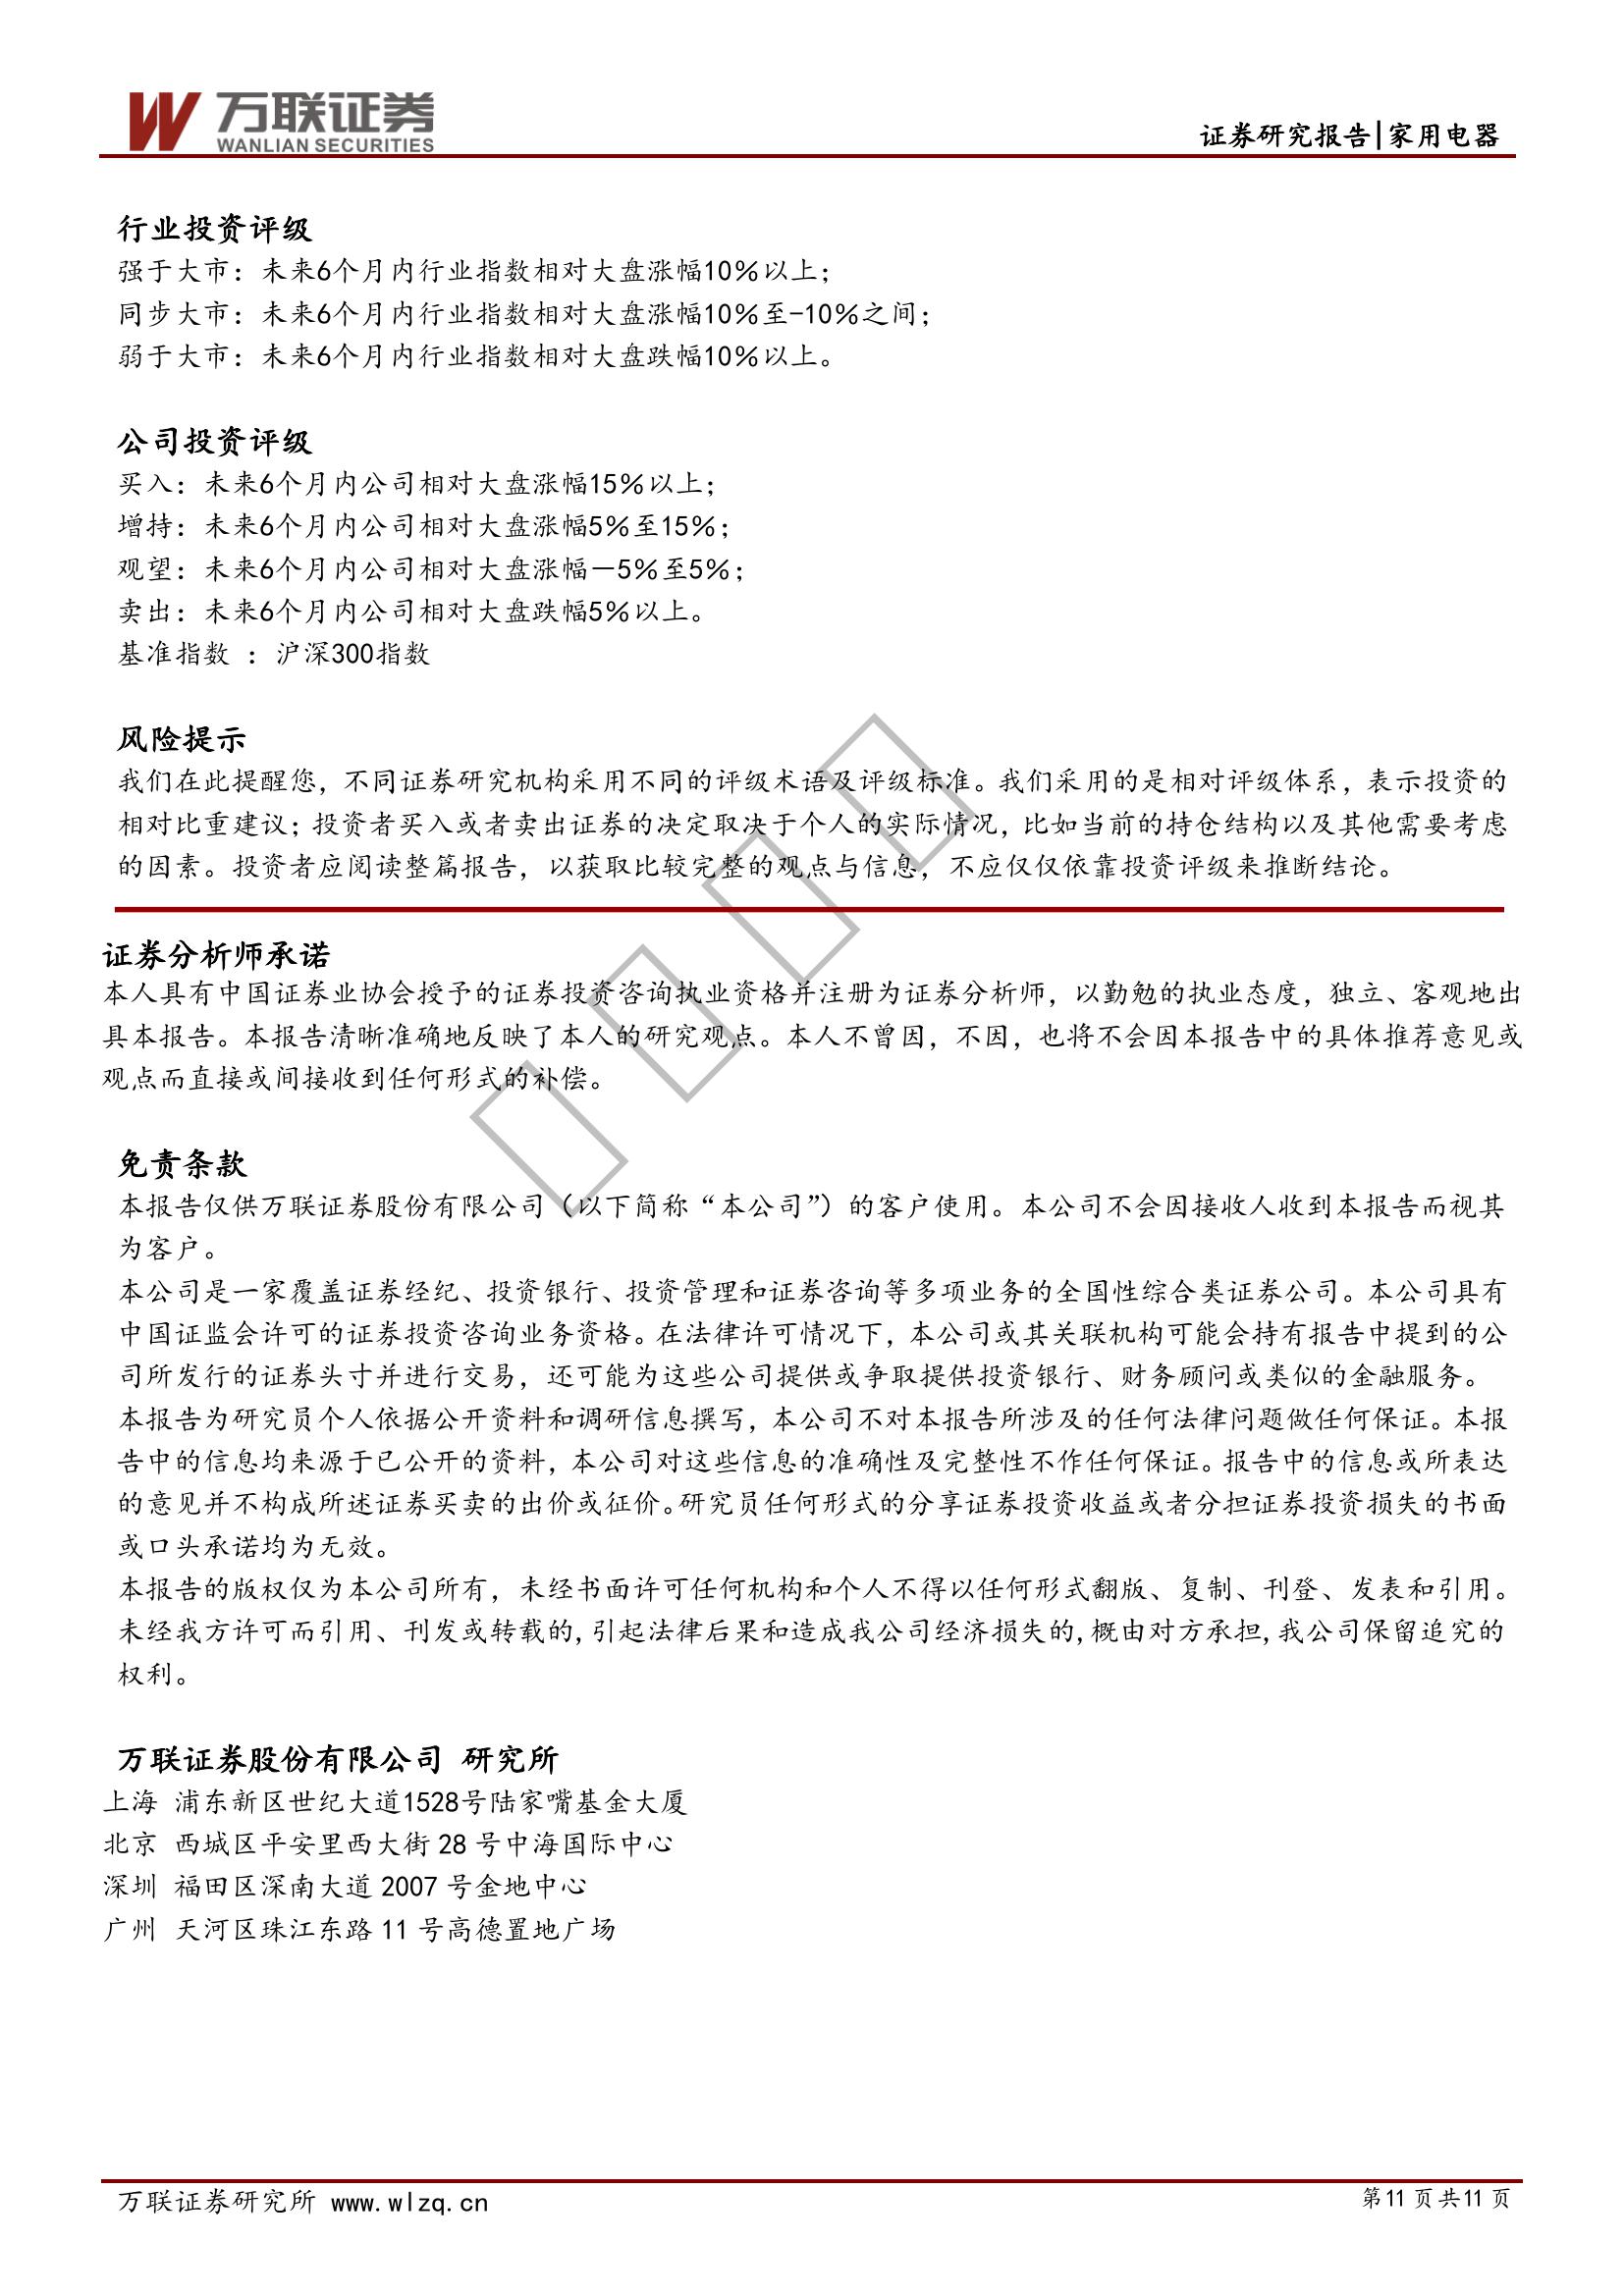 万联证券
WANLIAN SECURITIES
证券研究报告|家用电器
行业投资评级
强于大市：未来6个月内行业指数相对大盘涨幅10％以上；
同步大市：未来6个月内行业指数相对大盘涨幅10％至-10％之间；
弱于大市：未来6个月内行业指数相对大盘跌幅10％以上。
公司投资评级
买入：未来6个月内公司相对大盘涨幅15％以上；
增持：未来6个月内公司相对大盘涨幅5％至15％；
观望：未来6个月内公司相对大盘涨幅－5％至5％；
卖出：未来6个月内公司相对大盘跌幅5％以上。
基准指数 ：沪深300指数
风险提示
我们在此提醒您，不同证券研究机构采用不同的评级术语及评级标准。我们采用的是相对评级体系，表示投资的
相对比重建议；投资者买入或者卖出证券的决定取决于个人的实际情况，比如当前的持仓结构以及其他需要考虑
的因素。投资者应阅读整篇报告，以获取比较完整的观点与信息，不应仅仅依靠投资评级来推断结论。
证券分析师承诺
本人具有中国证券业协会授予的证券投资咨询执业资格并注册为证券分析师，以勤勉的执业态度，独立、客观地出
具本报告。本报告清晰准确地反映了本人的研究观点。本人不曾因，不因，也将不会因本报告中的具体推荐意见或
观点而直接或间接收到任何形式的补偿。
免责条款
本报告仅供万联证券股份有限公司（以下简称“本公司”）的客户使用。本公司不会因接收人收到本报告而视其
为客户。
本公司是一家覆盖证券经纪、投资银行、投资管理和证券咨询等多项业务的全国性综合类证券公司。本公司具有
中国证监会许可的证券投资咨询业务资格。在法律许可情况下，本公司或其关联机构可能会持有报告中提到的公
司所发行的证券头寸并进行交易，还可能为这些公司提供或争取提供投资银行、财务顾问或类似的金融服务。
本报告为研究员个人依据公开资料和调研信息撰写，本公司不对本报告所涉及的任何法律问题做任何保证。本报
告中的信息均来源于已公开的资料，本公司对这些信息的准确性及完整性不作任何保证。报告中的信息或所表达
的意见并不构成所述证券买卖的出价或征价。研究员任何形式的分享证券投资收益或者分担证券投资损失的书面
或口头承诺均为无效。
本报告的版权仅为本公司所有，未经书面许可任何机构和个人不得以任何形式翻版、复制、刊登、发表和引用。
未经我方许可而引用、刊发或转载的,引起法律后果和造成我公司经济损失的,概由对方承担,我公司保留追究的
权利。
万联证券股份有限公司 研究所
上海 浦东新区世纪大道1528号陆家嘴基金大厦
北京 西城区平安里西大街 28 号中海国际中心
深圳 福田区深南大道 2007 号金地中心
广州 天河区珠江东路 11 号高德置地广场
万联证券研究所 www.wlzq.cn
第11 页 共11 页